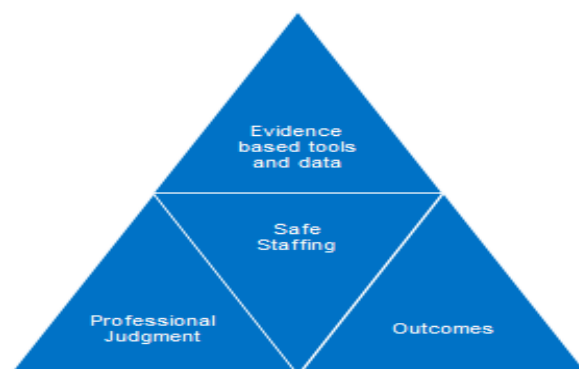 Evidence
based tools
and data
Safe
Staffing
Professional
Judgment
Outcomes